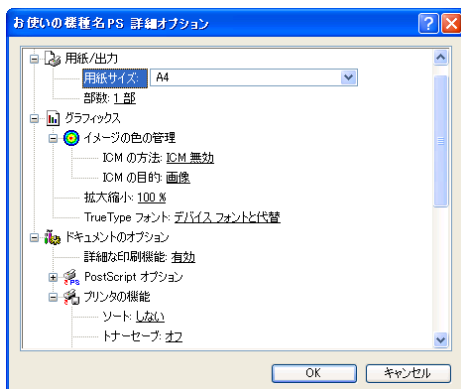 お使いの機種名PS 詳細オプション
用紙/出力
用紙サイズ: A4
部数: 1 部
グラフィックス
イメージの色の管理
ICM の方法: ICM 無効
ICM の目的: 画像
拡大縮小: 100 %
TrueType フォント: デバイス フォントと代替
ドキュメントのオプション
詳細な印刷機能: 有効
PostScript オプション
プリンタの機能
ソート: しない
トナーセーブ: オフ
OK キャンセル